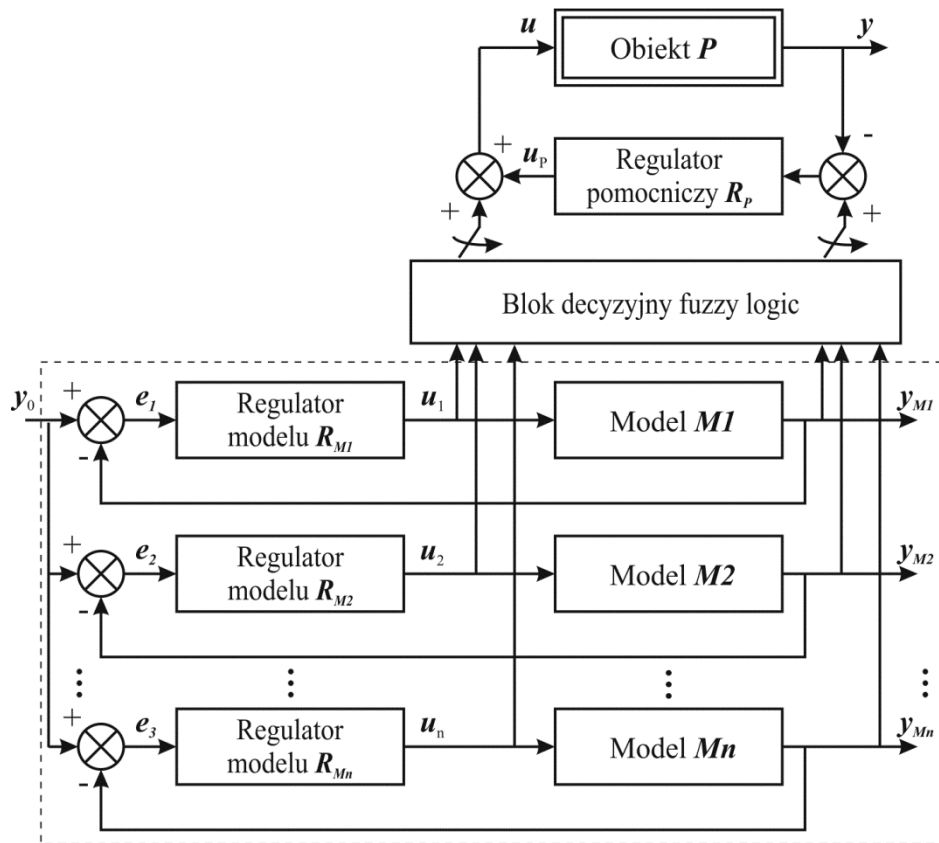 u
Obiekt P
y
-
+
u_P
Regulator
pomocniczy R_P
+
+
Blok decyzyjny fuzzy logic
y_0
+
e_1
Regulator
modelu R_M1
u_1
Model M1
y_M1
-
+
e_2
Regulator
modelu R_M2
u_2
Model M2
y_M2
-
+
e_3
Regulator
modelu R_Mn
u_n
Model Mn
y_Mn
-